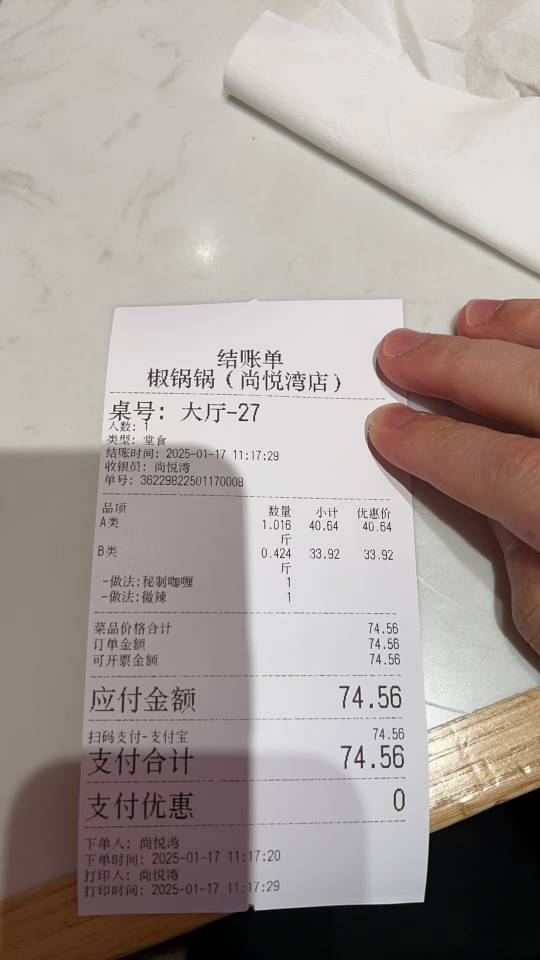 结账单
椒锅锅(尚悦湾店)
桌号: 大厅-27
人数: 1
类型: 堂食
结账时间: 2025-01-17 11:17:29
收银员: 尚悦湾
单号: 36229822501170008
品项 数量 小计 优惠价
A类 1.016 40.64 40.64
斤
B类 0.424 33.92 33.92
斤
-做法:秘制咖喱 1
-做法:微辣 1
菜品价格合计 74.56
订单金额 74.56
可开票金额 74.56
应付金额 74.56
扫码支付-支付宝 74.56
支付合计 74.56
支付优惠 0
下单人: 尚悦湾
下单时间: 2025-01-17 11:17:20
打印人: 尚悦湾
打印时间: 2025-01-17 11:17:29